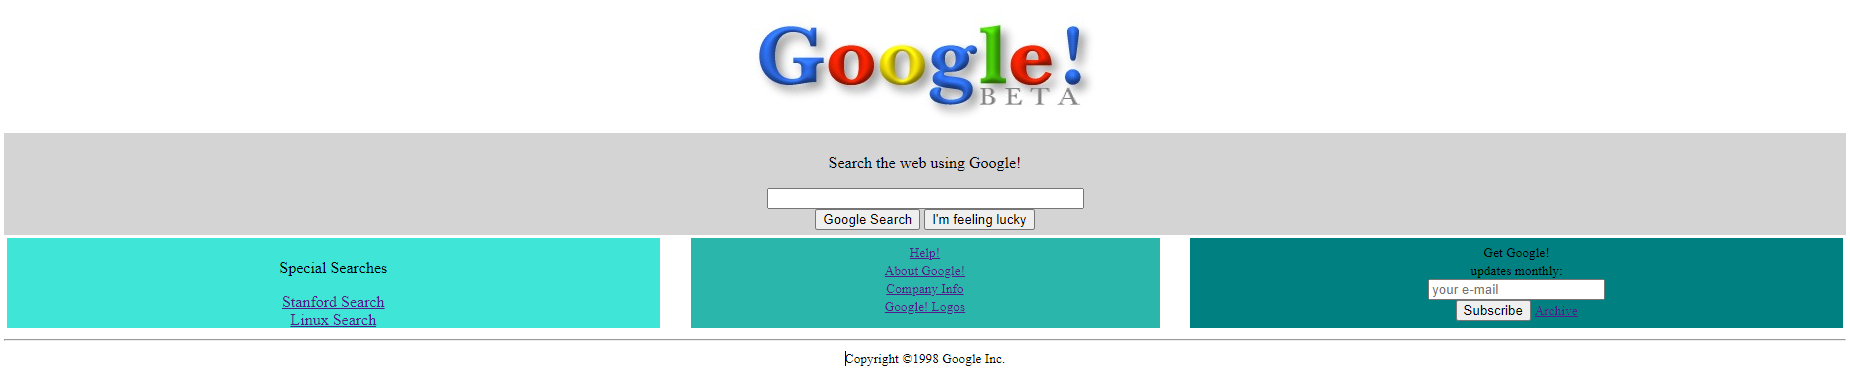 Google!
BETA
Search the web using Google!
Google Search I'm feeling lucky
Special Searches
Stanford Search
Linux Search
Help!
About Google!
Company Info
Google! Logos
Get Google!
updates monthly:
your e-mail
Subscribe Archive
Copyright ©1998 Google Inc.